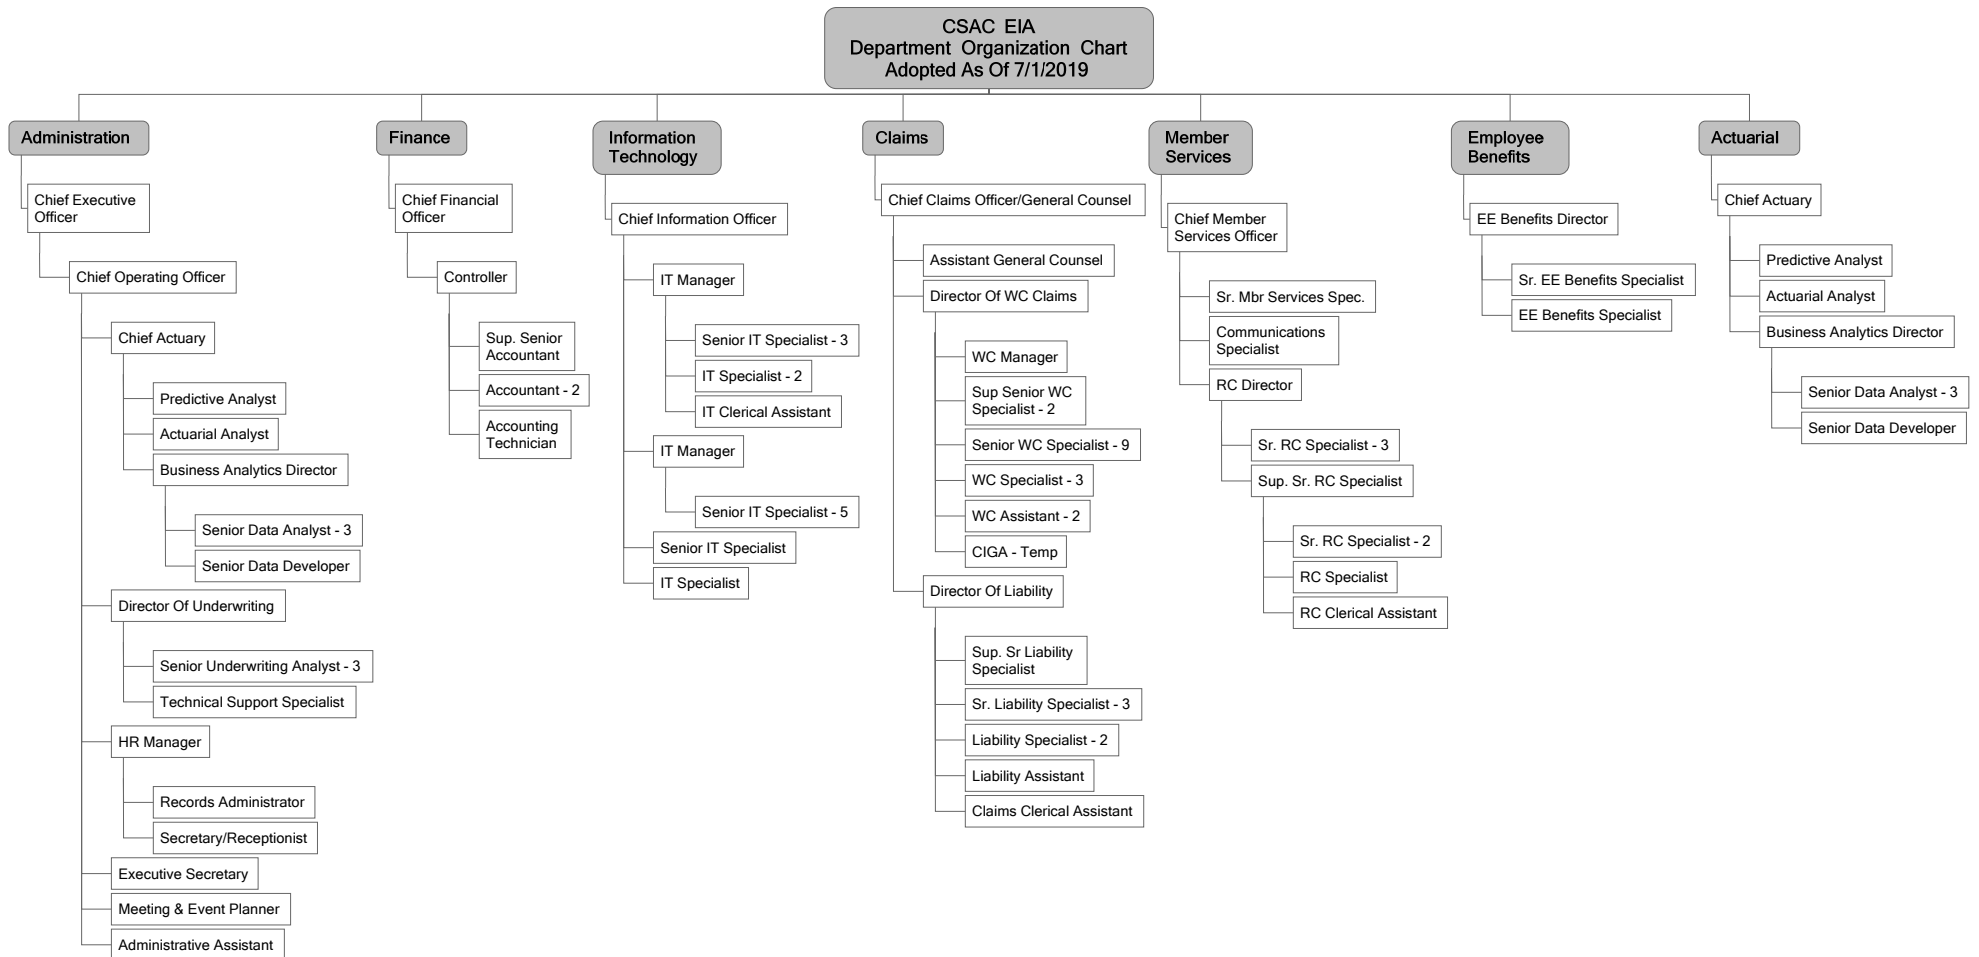 CSAC EIA
Department Organization Chart
Adopted As Of 7/1/2019
Administration
Chief Executive
Officer
Chief Operating Officer
Chief Actuary
Predictive Analyst
Actuarial Analyst
Business Analytics Director
Senior Data Analyst - 3
Senior Data Developer
Director Of Underwriting
Senior Underwriting Analyst - 3
Technical Support Specialist
HR Manager
Records Administrator
Secretary/Receptionist
Executive Secretary
Meeting & Event Planner
Administrative Assistant
Finance
Chief Financial
Officer
Controller
Sup. Senior
Accountant
Accountant - 2
Accounting
Technician
Information
Technology
Chief Information Officer
IT Manager
Senior IT Specialist - 3
IT Specialist - 2
IT Clerical Assistant
IT Manager
Senior IT Specialist - 5
Senior IT Specialist
IT Specialist
Claims
Chief Claims Officer/General Counsel
Assistant General Counsel
Director Of WC Claims
WC Manager
Sup Senior WC
Specialist - 2
Senior WC Specialist - 9
WC Specialist - 3
WC Assistant - 2
CIGA - Temp
Director Of Liability
Sup. Sr Liability
Specialist
Sr. Liability Specialist - 3
Liability Specialist - 2
Liability Assistant
Claims Clerical Assistant
Member
Services
Chief Member
Services Officer
Sr. Mbr Services Spec.
Communications
Specialist
RC Director
Sr. RC Specialist - 3
Sup. Sr. RC Specialist
Sr. RC Specialist - 2
RC Specialist
RC Clerical Assistant
Employee
Benefits
EE Benefits Director
Sr. EE Benefits Specialist
EE Benefits Specialist
Actuarial
Chief Actuary
Predictive Analyst
Actuarial Analyst
Business Analytics Director
Senior Data Analyst - 3
Senior Data Developer